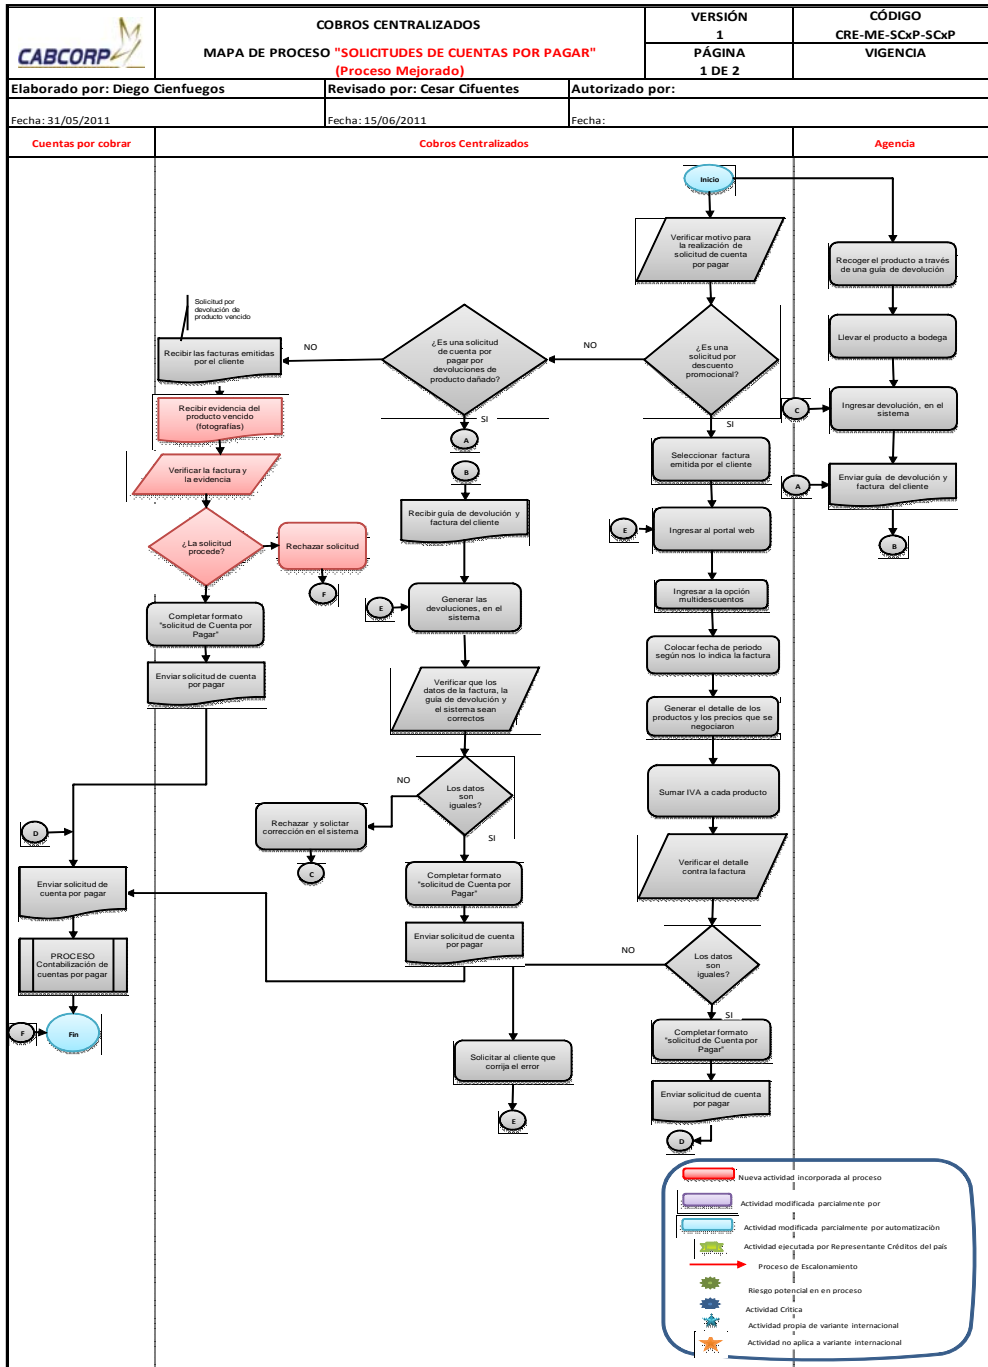 CABCORP
COBROS CENTRALIZADOS
MAPA DE PROCESO "SOLICITUDES DE CUENTAS POR PAGAR"
(Proceso Mejorado)
VERSIÓN
1
CÓDIGO
CRE-ME-SCxP-SCxP
PÁGINA
1 DE 2
VIGENCIA
Elaborado por: Diego Cienfuegos
Revisado por: Cesar Cifuentes
Autorizado por:
Fecha: 31/05/2011
Fecha: 15/06/2011
Fecha:
Cuentas por cobrar
Cobros Centralizados
Agencia
Inicio
Verificar motivo para
la realización de
solicitud de cuenta
por pagar
Recoger el producto a través
de una guía de devolución
Solicitud por
devolución de
producto vencido
Llevar el producto a bodega
Recibir las facturas emitidas
por el cliente
NO
¿Es una solicitud
de cuenta por
pagar por
devoluciones de
producto dañado?
NO
¿Es una
solicitud por
descuento
promocional?
Recibir evidencia del
producto vencido
(fotografías)
SI
SI
C
Ingresar devolución, en el
sistema
A
Verificar la factura y
la evidencia
B
Seleccionar factura
emitida por el cliente
A
Enviar guía de devolución y
factura del cliente
Recibir guía de devolución y
factura del cliente
E
Ingresar al portal web
B
¿La solicitud
procede?
Rechazar solicitud
F
Ingresar a la opción
multidescuentos
E
Generar las
devoluciones, en el
sistema
Completar formato
"solicitud de Cuenta por
Pagar"
Colocar fecha de periodo
según nos lo indica la factura
Enviar solicitud de cuenta
por pagar
Verificar que los
datos de la factura, la
guía de devolución y
el sistema sean
correctos
Generar el detalle de los
productos y los precios que se
negociaron
NO
Los datos
son
iguales?
Sumar IVA a cada producto
Rechazar y solictar
corrección en el sistema
SI
D
C
Verificar el detalle
contra la factura
Enviar solicitud de
cuenta por pagar
Completar formato
"solicitud de Cuenta por
Pagar"
Enviar solicitud de cuenta
por pagar
NO
Los datos
son
iguales?
PROCESO
Contabilización de
cuentas por pagar
SI
F
Fin
Completar formato
"solicitud de Cuenta por
Pagar"
Solicitar al cliente que
corrija el error
Enviar solicitud de cuenta
por pagar
E
D
Nueva actividad incorporada al proceso
Actividad modificada parcialmente por
Actividad modificada parcialmente por automatización
Actividad ejecutada por Representante Créditos del país
Proceso de Escalonamiento
Riesgo potencial en en proceso
Actividad Critica
Actividad propia de variante internacional
Actividad no aplica a variante internacional